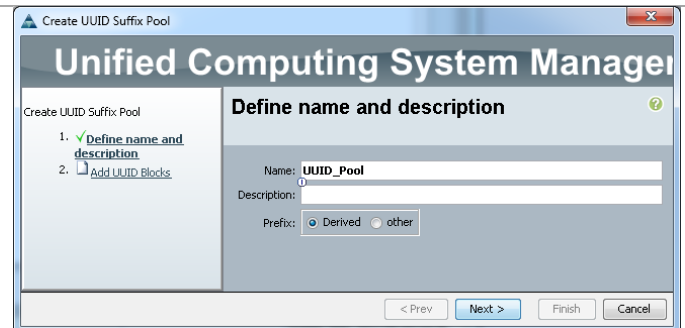 Create UUID Suffix Pool
Unified Computing System Manager
Create UUID Suffix Pool
1. Define name and
description
2. Add UUID Blocks
Define name and description
Name: UUID_Pool
Description:
Prefix: Derived other
< Prev Next > Finish Cancel